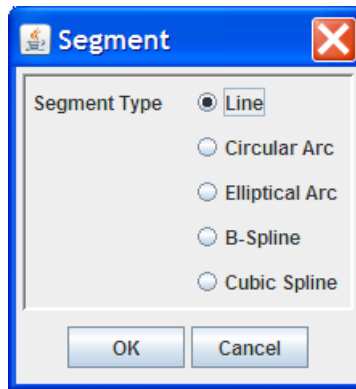 Segment
Segment Type
Line
Circular Arc
Elliptical Arc
B-Spline
Cubic Spline
OK
Cancel